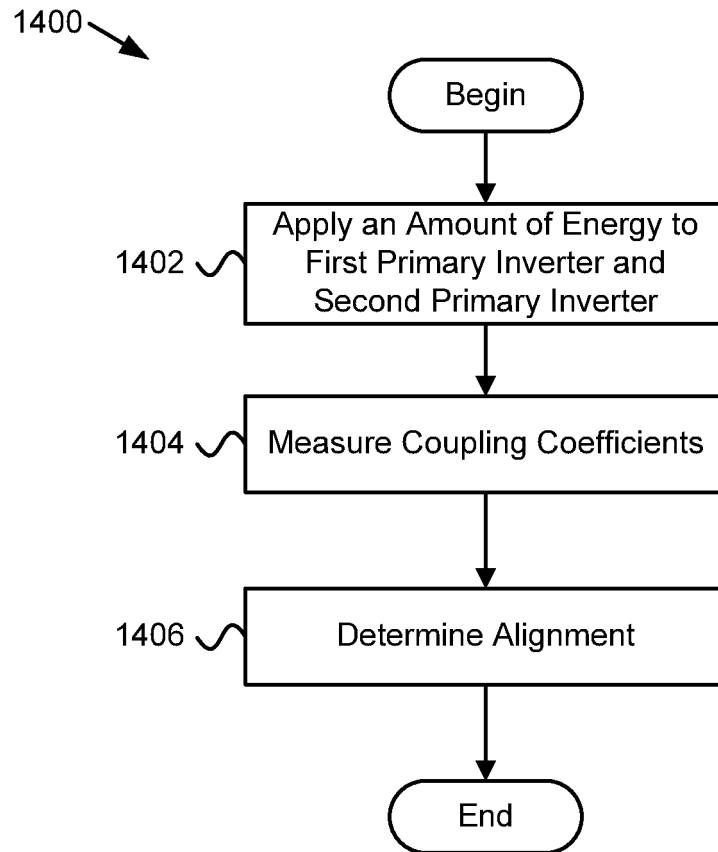 1400
Begin
Apply an Amount of Energy to
First Primary Inverter and
Second Primary Inverter
1402
Measure Coupling Coefficients
1404
Determine Alignment
1406
End